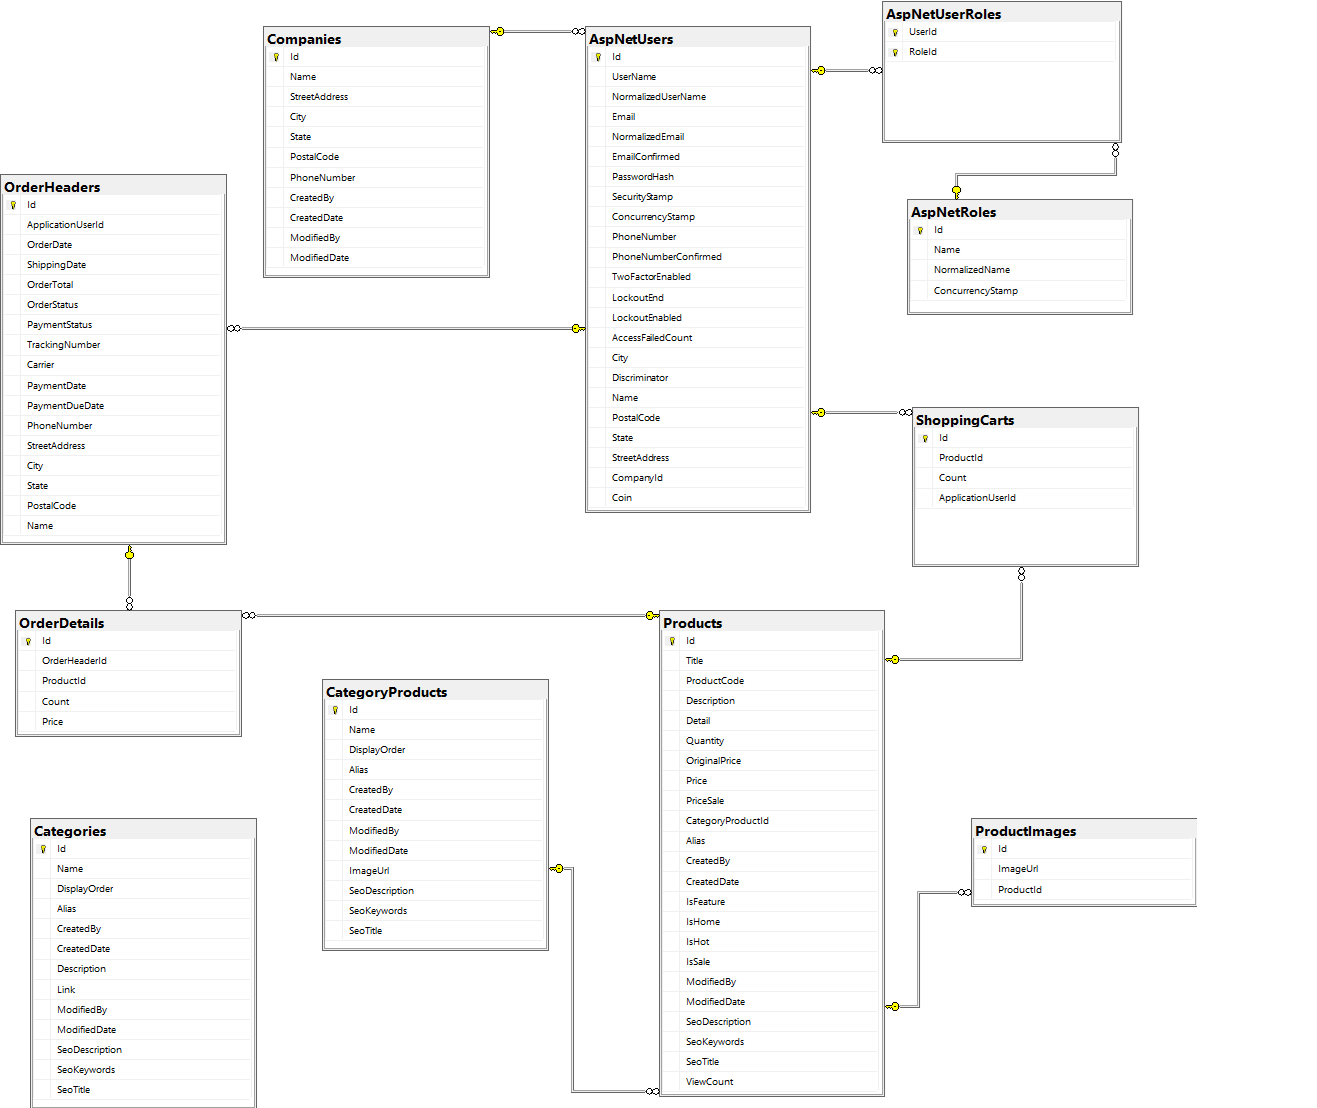 Companies
Id
Name
StreetAddress
City
State
PostalCode
PhoneNumber
CreatedBy
CreatedDate
ModifiedBy
ModifiedDate
AspNetUsers
Id
UserName
NormalizedUserName
Email
NormalizedEmail
EmailConfirmed
PasswordHash
SecurityStamp
ConcurrencyStamp
PhoneNumber
PhoneNumberConfirmed
TwoFactorEnabled
LockoutEnd
LockoutEnabled
AccessFailedCount
City
Discriminator
Name
PostalCode
State
StreetAddress
CompanyId
Coin
AspNetUserRoles
UserId
RoleId
AspNetRoles
Id
Name
NormalizedName
ConcurrencyStamp
OrderHeaders
Id
ApplicationUserId
OrderDate
ShippingDate
OrderTotal
OrderStatus
PaymentStatus
TrackingNumber
Carrier
PaymentDate
PaymentDueDate
PhoneNumber
StreetAddress
City
State
PostalCode
Name
ShoppingCarts
Id
ProductId
Count
ApplicationUserId
OrderDetails
Id
OrderHeaderId
ProductId
Count
Price
CategoryProducts
Id
Name
DisplayOrder
Alias
CreatedBy
CreatedDate
ModifiedBy
ModifiedDate
ImageUrl
SeoDescription
SeoKeywords
SeoTitle
Products
Id
Title
ProductCode
Description
Detail
Quantity
OriginalPrice
Price
PriceSale
CategoryProductId
Alias
CreatedBy
CreatedDate
IsFeature
IsHome
IsHot
IsSale
ModifiedBy
ModifiedDate
SeoDescription
SeoKeywords
SeoTitle
ViewCount
Categories
Id
Name
DisplayOrder
Alias
CreatedBy
CreatedDate
Description
Link
ModifiedBy
ModifiedDate
SeoDescription
SeoKeywords
SeoTitle
ProductImages
Id
ImageUrl
ProductId